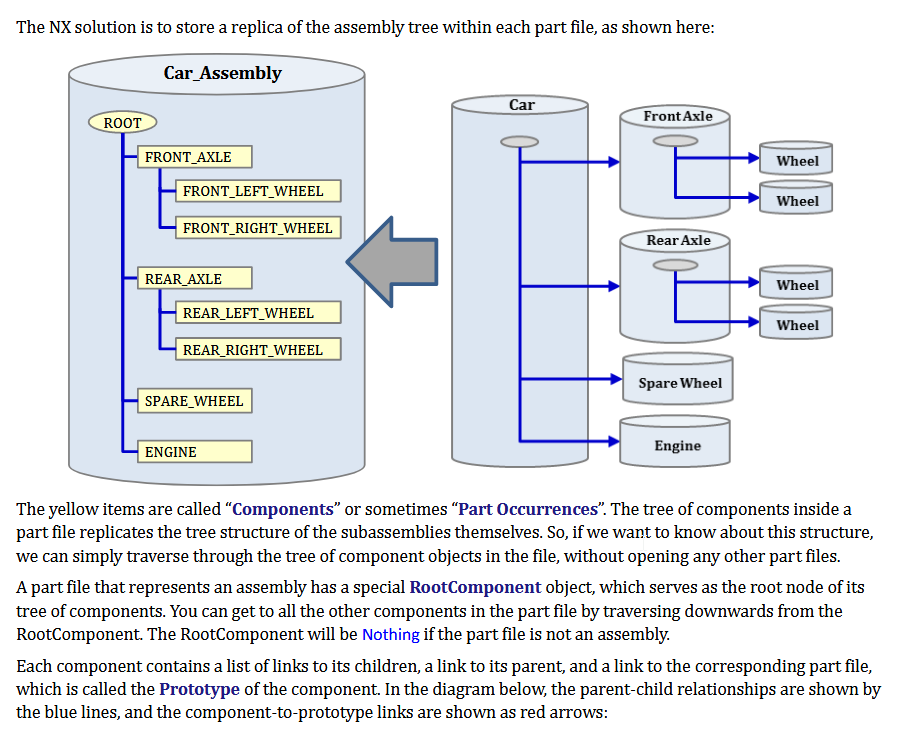 The NX solution is to store a replica of the assembly tree within each part file, as shown here:
Car_Assembly
ROOT
FRONT_AXLE
FRONT_LEFT_WHEEL
FRONT_RIGHT_WHEEL
REAR_AXLE
REAR_LEFT_WHEEL
REAR_RIGHT_WHEEL
SPARE_WHEEL
ENGINE
Car
Front Axle
Wheel
Wheel
Rear Axle
Wheel
Wheel
Spare Wheel
Engine
The yellow items are called “Components” or sometimes “Part Occurrences”. The tree of components inside a
part file replicates the tree structure of the subassemblies themselves. So, if we want to know about this structure,
we can simply traverse through the tree of component objects in the file, without opening any other part files.
A part file that represents an assembly has a special RootComponent object, which serves as the root node of its
tree of components. You can get to all the other components in the part file by traversing downwards from the
RootComponent. The RootComponent will be Nothing if the part file is not an assembly.
Each component contains a list of links to its children, a link to its parent, and a link to the corresponding part file,
which is called the Prototype of the component. In the diagram below, the parent-child relationships are shown by
the blue lines, and the component-to-prototype links are shown as red arrows: